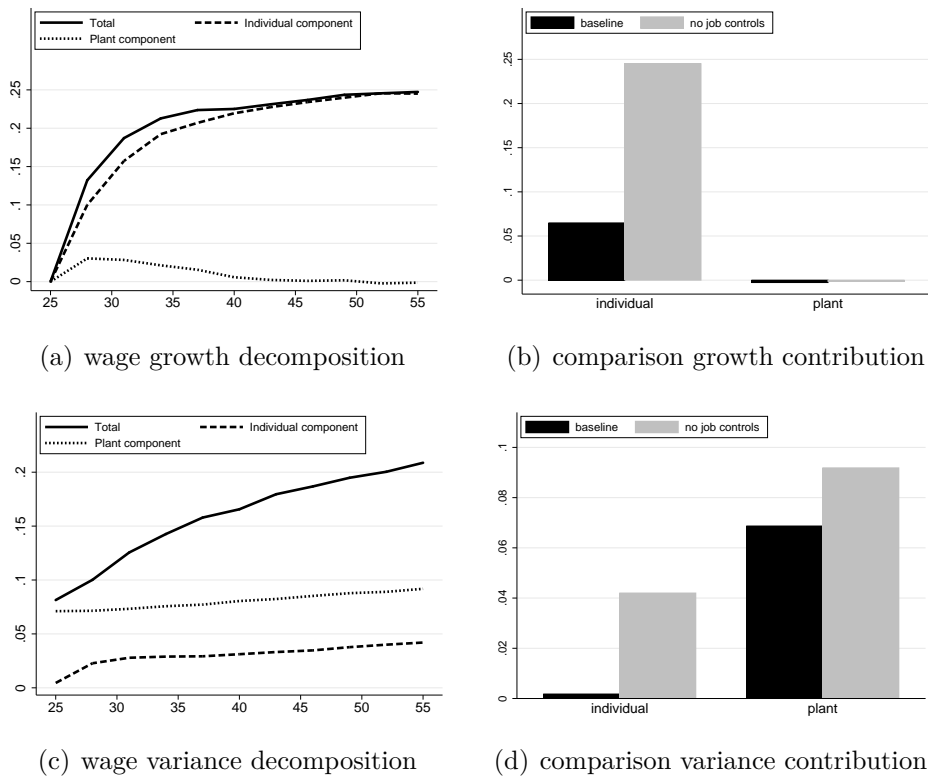 Total Individual component
Plant component
0 .05 .1 .15 .2 .25
25 30 35 40 45 50 55
(a) wage growth decomposition
baseline no job controls
0 .05 .1 .15 .2 .25
individual plant
(b) comparison growth contribution
Total Individual component
Plant component
0 .05 .1 .15 .2
25 30 35 40 45 50 55
(c) wage variance decomposition
baseline no job controls
0 .02 .04 .06 .08 .1
individual plant
(d) comparison variance contribution